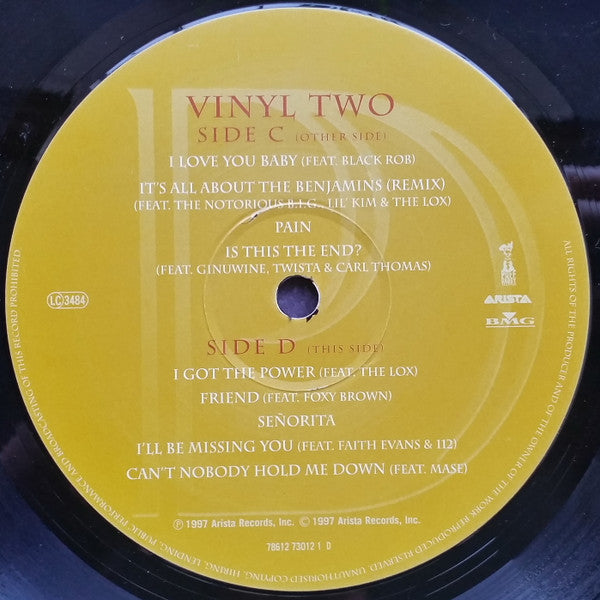 VINYL TWO
SIDE C (OTHER SIDE)
I LOVE YOU BABY (FEAT. BLACK ROB)
IT'S ALL ABOUT THE BENJAMINS (REMIX)
(FEAT. THE NOTORIOUS B.I.G., LIL' KIM & THE LOX)
PAIN
IS THIS THE END?
(FEAT. GINUWINE, TWISTA & CARL THOMAS)
LC 3484
ARISTA
BMG
SIDE D (THIS SIDE)
I GOT THE POWER (FEAT. THE LOX)
FRIEND (FEAT. FOXY BROWN)
SEÑORITA
I'LL BE MISSING YOU (FEAT. FAITH EVANS & 112)
CAN'T NOBODY HOLD ME DOWN (FEAT. MASE)
℗ 1997 Arista Records, Inc. © 1997 Arista Records, Inc.
78612 73012 1 D
ALL RIGHTS OF THE PRODUCER AND OF THE OWNER OF THE WORK REPRODUCED RESERVED. UNAUTHORISED COPYING, HIRING, LENDING, PUBLIC PERFORMANCE AND BROADCASTING OF THIS RECORD PROHIBITED